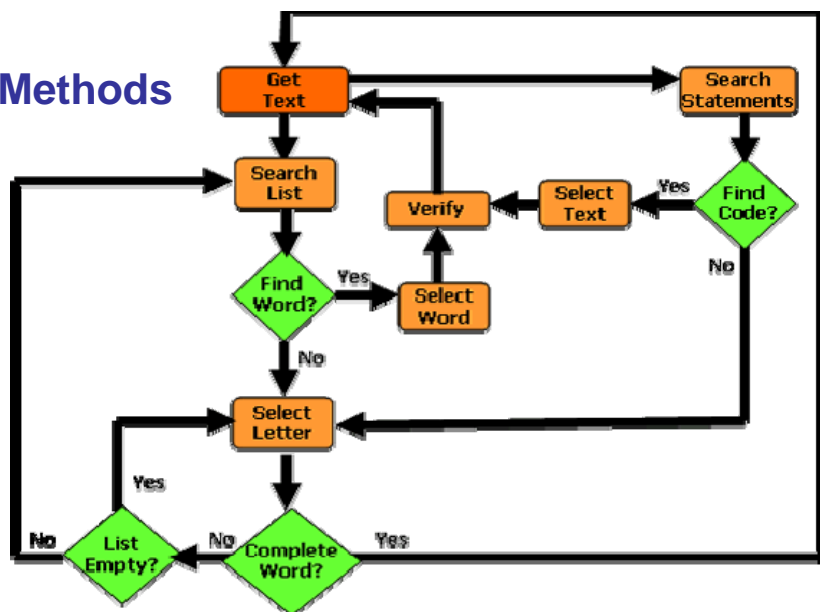 Methods
Get
Text
Search
Statements
Search
List
Verify
Select
Text
Yes
Find
Code?
No
Find
Word?
Yes
Select
Word
No
Select
Letter
Yes
No
List
Empty?
No
Complete
Word?
Yes